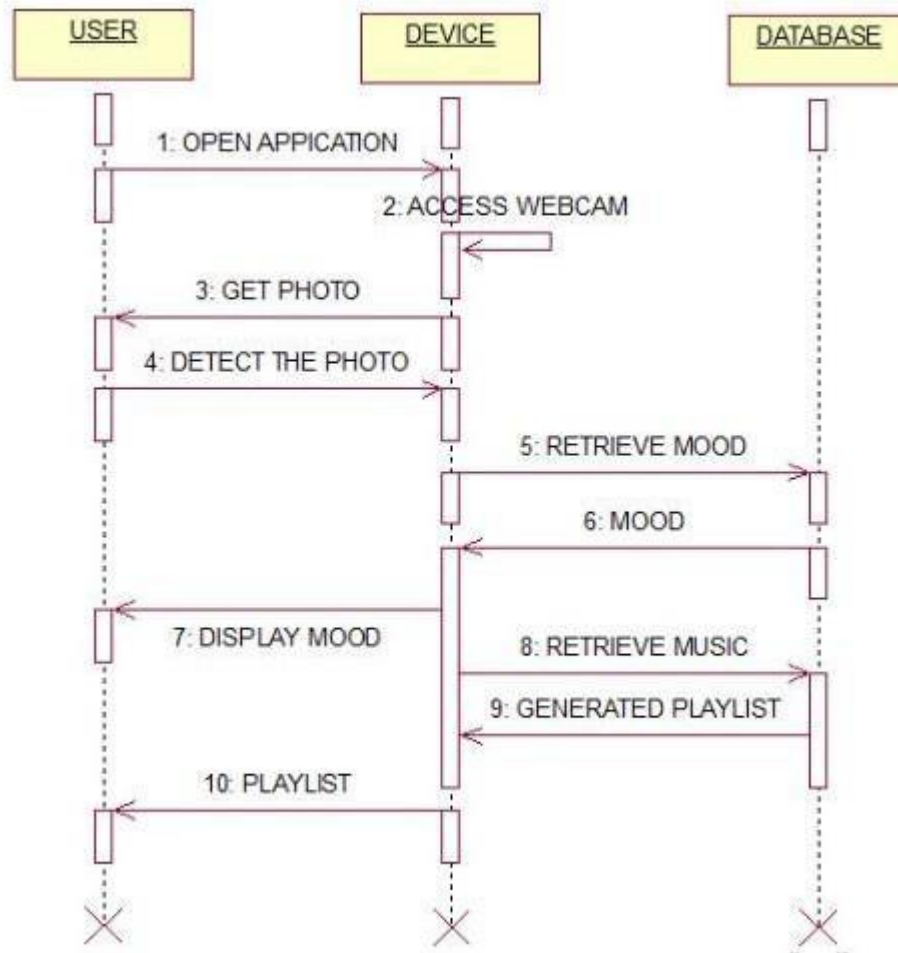 USER
DEVICE
DATABASE
1: OPEN APPICATION
2: ACCESS WEBCAM
3: GET PHOTO
4: DETECT THE PHOTO
5: RETRIEVE MOOD
6: MOOD
7: DISPLAY MOOD
8: RETRIEVE MUSIC
9: GENERATED PLAYLIST
10: PLAYLIST